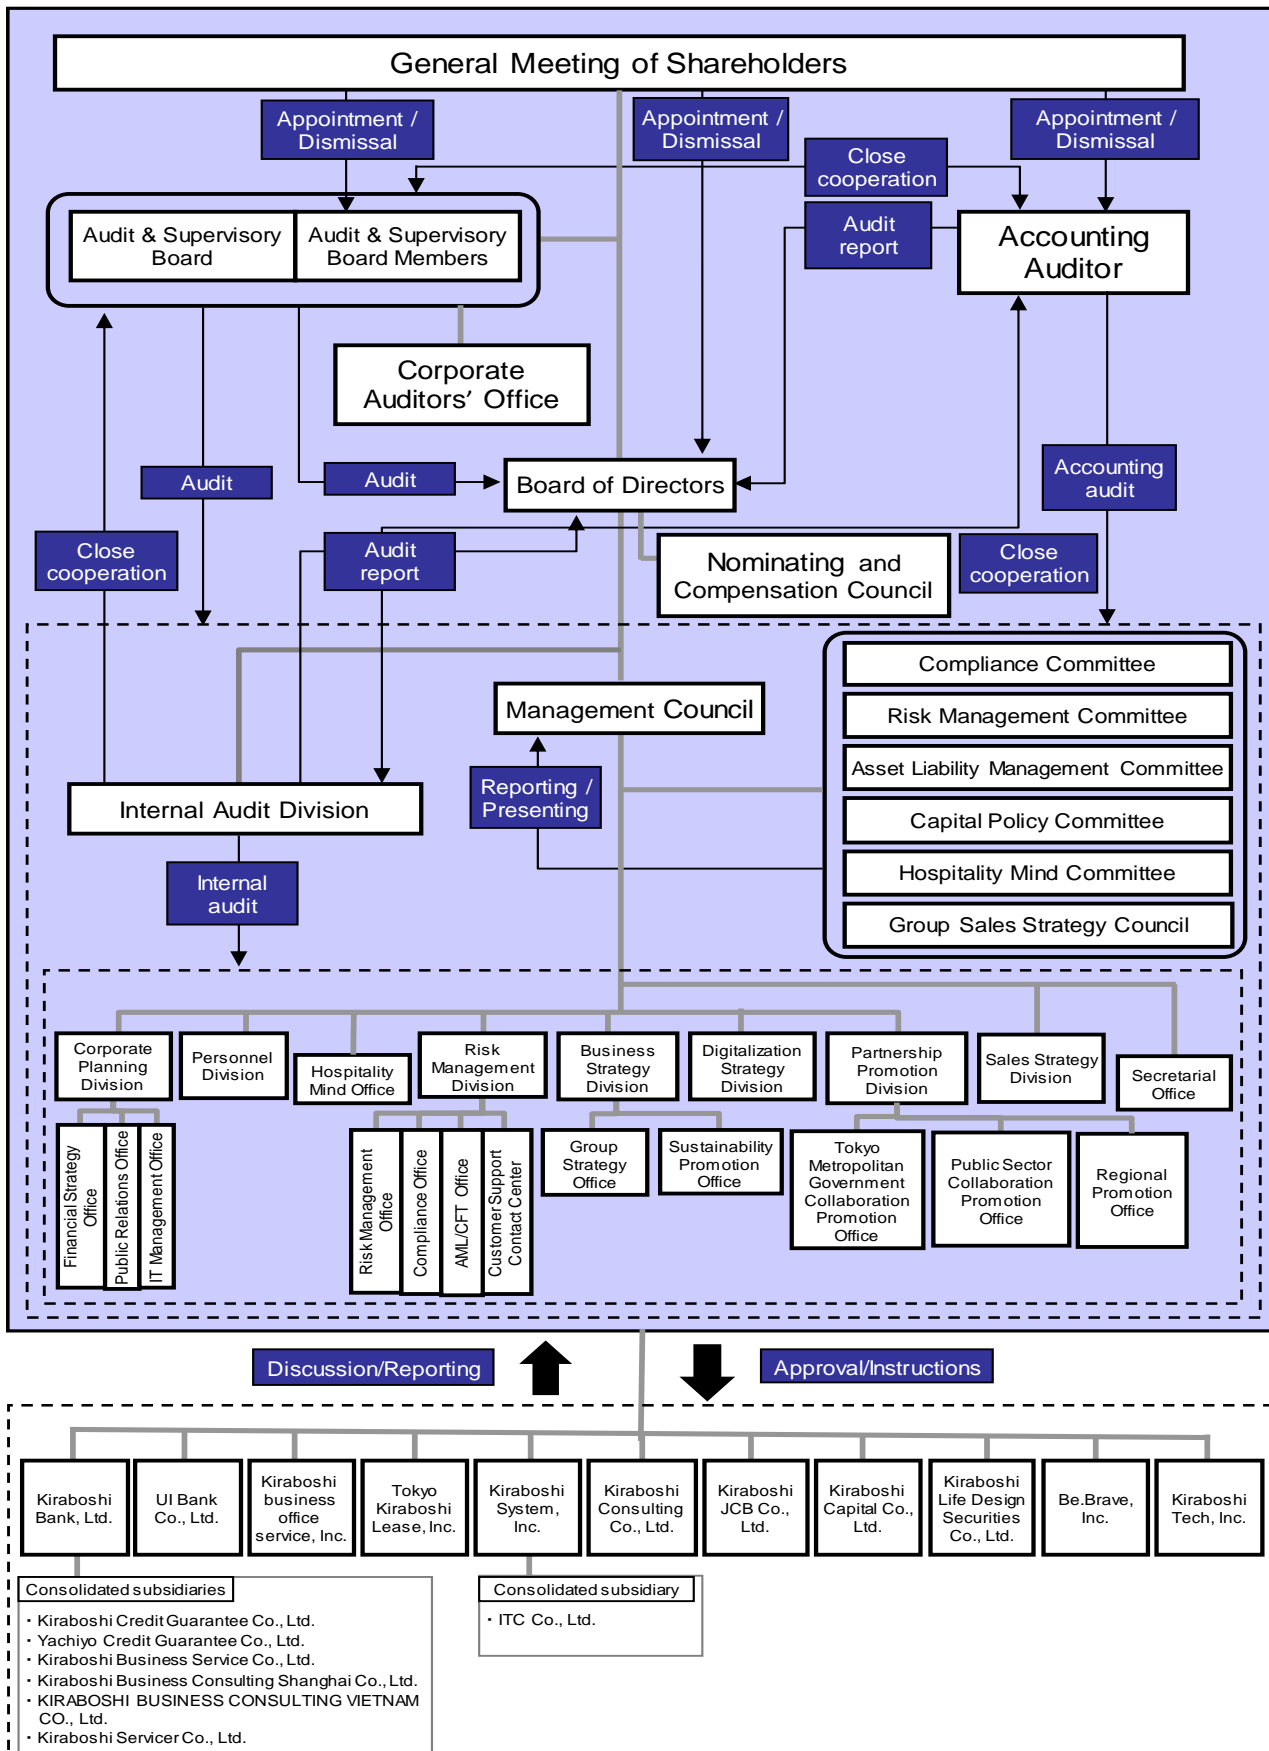 General Meeting of Shareholders
Appointment /
Dismissal
Appointment /
Dismissal
Appointment /
Dismissal
Close
cooperation
Audit & Supervisory
Board
Audit & Supervisory
Board Members
Audit
report
Accounting
Auditor
Corporate
Auditors' Office
Audit
Audit
Board of Directors
Accounting
audit
Close
cooperation
Audit
report
Close
cooperation
Nominating and
Compensation Council
Compliance Committee
Risk Management Committee
Asset Liability Management Committee
Capital Policy Committee
Hospitality Mind Committee
Group Sales Strategy Council
Management Council
Reporting /
Presenting
Internal Audit Division
Internal
audit
Corporate
Planning
Division
Personnel
Division
Hospitality
Mind Office
Risk
Management
Division
Business
Strategy
Division
Digitalization
Strategy
Division
Partnership
Promotion
Division
Sales Strategy
Division
Secretarial
Office
Financial Strategy
Office
Public Relations Office
IT Management Office
Risk Management
Office
Compliance Office
AML/CFT Office
Customer Support
Contact Center
Group
Strategy
Office
Sustainability
Promotion
Office
Tokyo
Metropolitan
Government
Collaboration
Promotion
Office
Public Sector
Collaboration
Promotion
Office
Regional
Promotion
Office
Discussion/Reporting
Approval/Instructions
Kiraboshi
Bank, Ltd.
UI Bank
Co., Ltd.
Kiraboshi
business
office
service, Inc.
Tokyo
Kiraboshi
Lease, Inc.
Kiraboshi
System,
Inc.
Kiraboshi
Consulting
Co., Ltd.
Kiraboshi
JCB Co.,
Ltd.
Kiraboshi
Capital Co.,
Ltd.
Kiraboshi
Life Design
Securities
Co., Ltd.
Be.Brave,
Inc.
Kiraboshi
Tech, Inc.
Consolidated subsidiaries
・Kiraboshi Credit Guarantee Co., Ltd.
・Yachiyo Credit Guarantee Co., Ltd.
・Kiraboshi Business Service Co., Ltd.
・Kiraboshi Business Consulting Shanghai Co., Ltd.
・KIRABOSHI BUSINESS CONSULTING VIETNAM
CO., Ltd.
・Kiraboshi Servicer Co., Ltd.
Consolidated subsidiary
・ITC Co., Ltd.